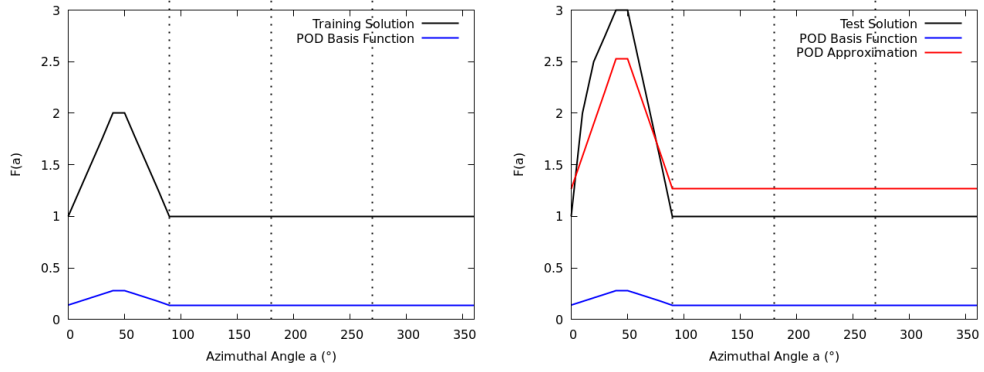 Training Solution
POD Basis Function
3
2.5
2
1.5
1
0.5
0
F(a)
0 50 100 150 200 250 300 350
Azimuthal Angle a (°)
Test Solution
POD Basis Function
POD Approximation
3
2.5
2
1.5
1
0.5
0
F(a)
0 50 100 150 200 250 300 350
Azimuthal Angle a (°)